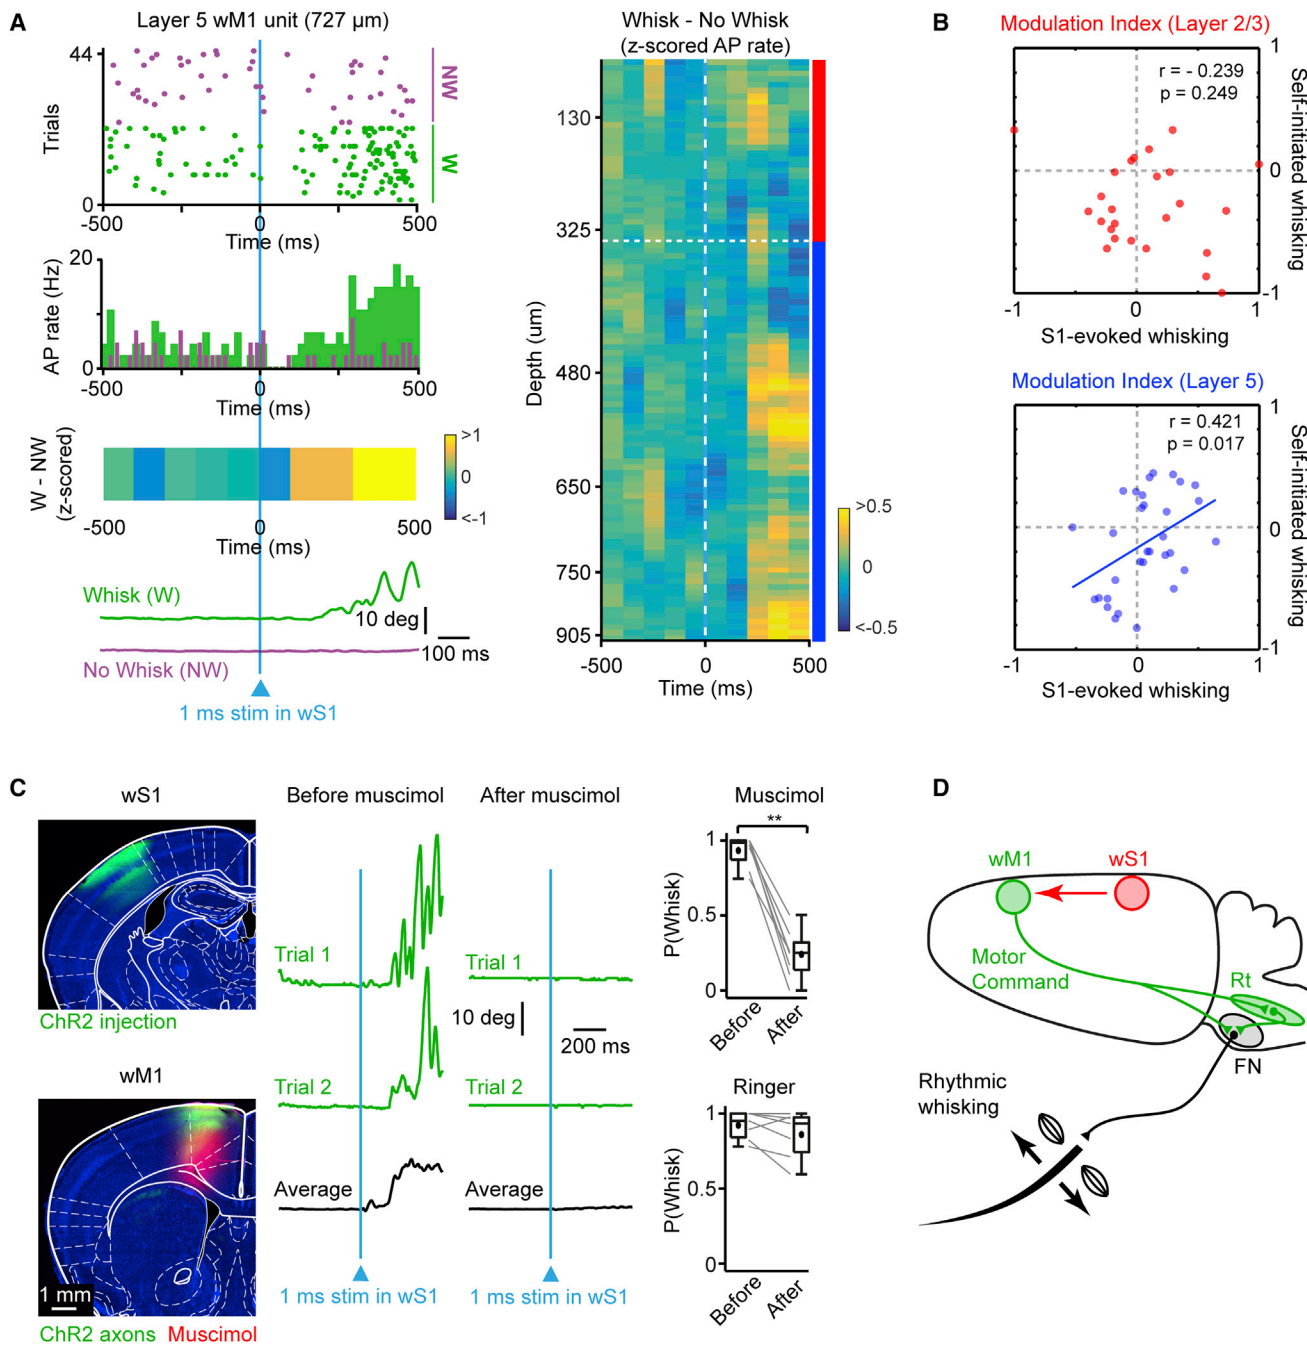 A
Layer 5 wM1 unit (727 µm)
44
Trials
0
NW
W
-500
0
500
Time (ms)
20
AP rate (Hz)
0
-500
0
500
Time (ms)
W - NW
(z-scored)
>1
0
<-1
-500
0
500
Time (ms)
Whisk (W)
10 deg
100 ms
No Whisk (NW)
1 ms stim in wS1
Whisk - No Whisk
(z-scored AP rate)
130
325
480
650
750
905
Depth (um)
>0.5
0
<-0.5
-500
0
500
Time (ms)
B
Modulation Index (Layer 2/3)
r = - 0.239
p = 0.249
1
0
-1
Self-initiated whisking
-1
0
1
S1-evoked whisking
Modulation Index (Layer 5)
r = 0.421
p = 0.017
1
0
-1
Self-initiated whisking
-1
0
1
S1-evoked whisking
C
wS1
ChR2 injection
wM1
1 mm
ChR2 axons
Muscimol
Before muscimol
After muscimol
Trial 1
Trial 1
10 deg
200 ms
Trial 2
Trial 2
Average
Average
1 ms stim in wS1
1 ms stim in wS1
Muscimol
**
1
0.5
0
P(Whisk)
Before
After
Ringer
1
0.5
0
P(Whisk)
Before
After
D
wM1
wS1
Motor
Command
Rt
FN
Rhythmic
whisking